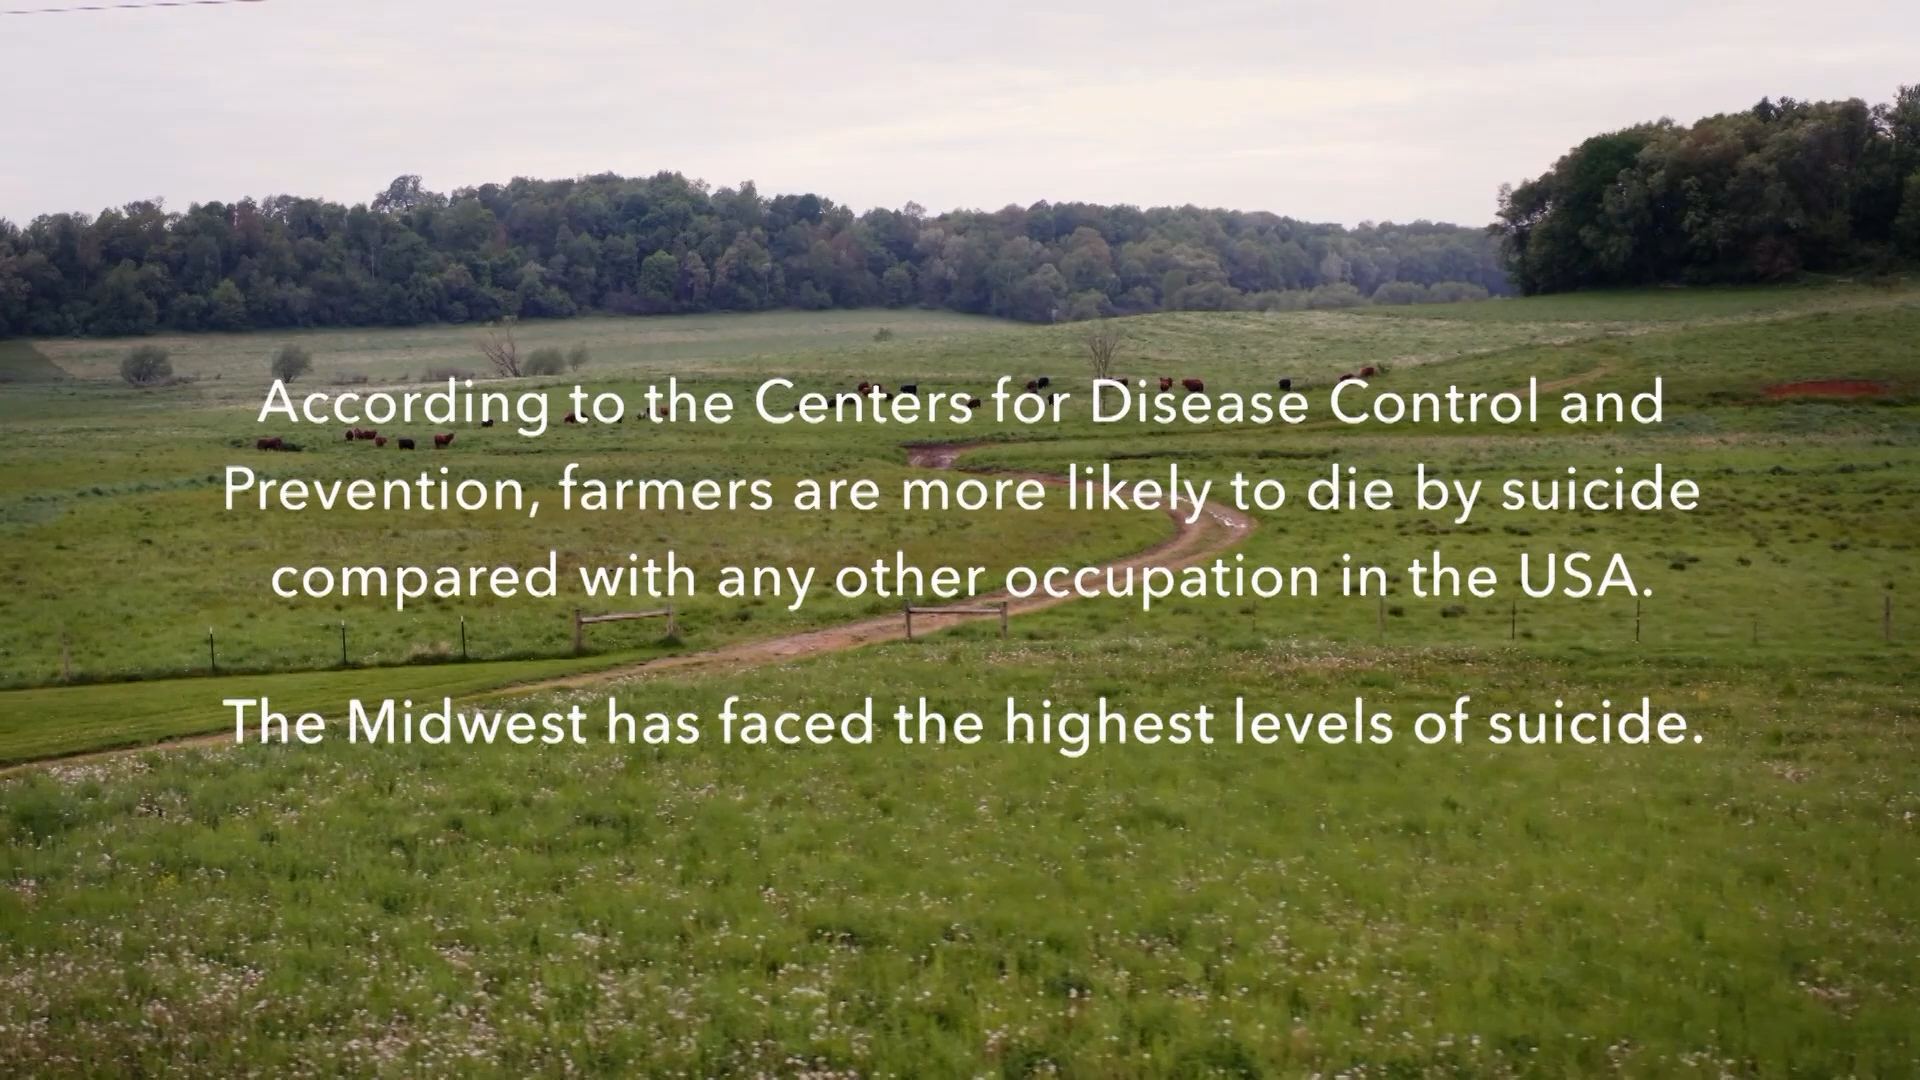 According to the Centers for Disease Control and
Prevention, farmers are more likely to die by suicide
compared with any other occupation in the USA.
The Midwest has faced the highest levels of suicide.